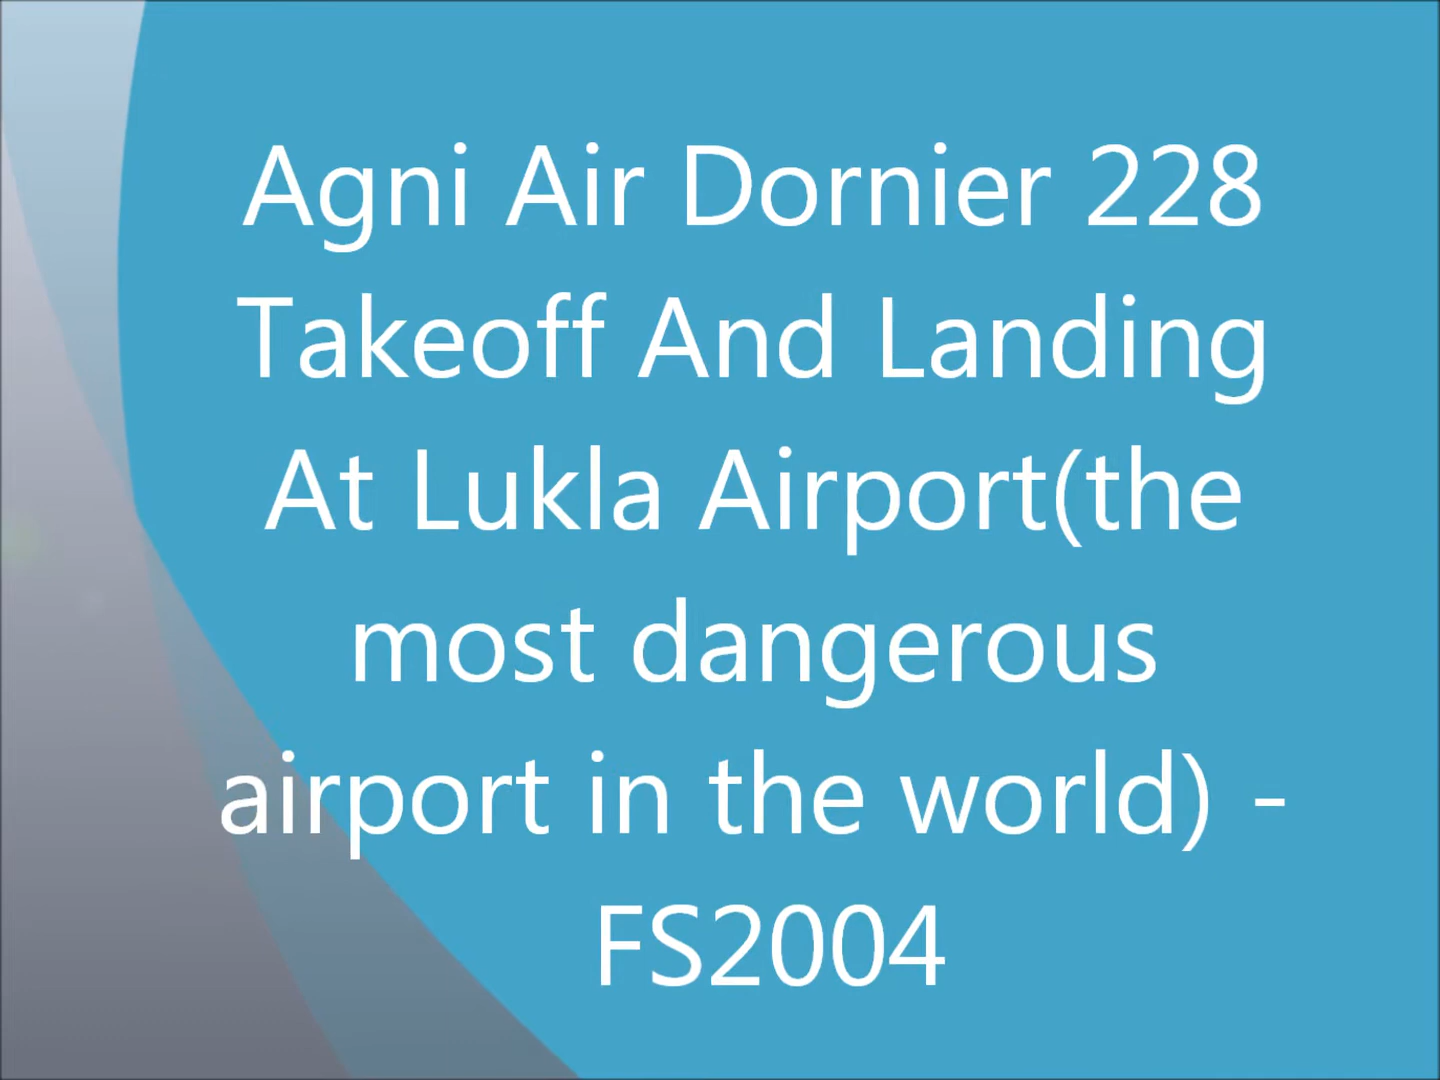 Agni Air Dornier 228
Takeoff And Landing
At Lukla Airport(the
most dangerous
airport in the world) -
FS2004